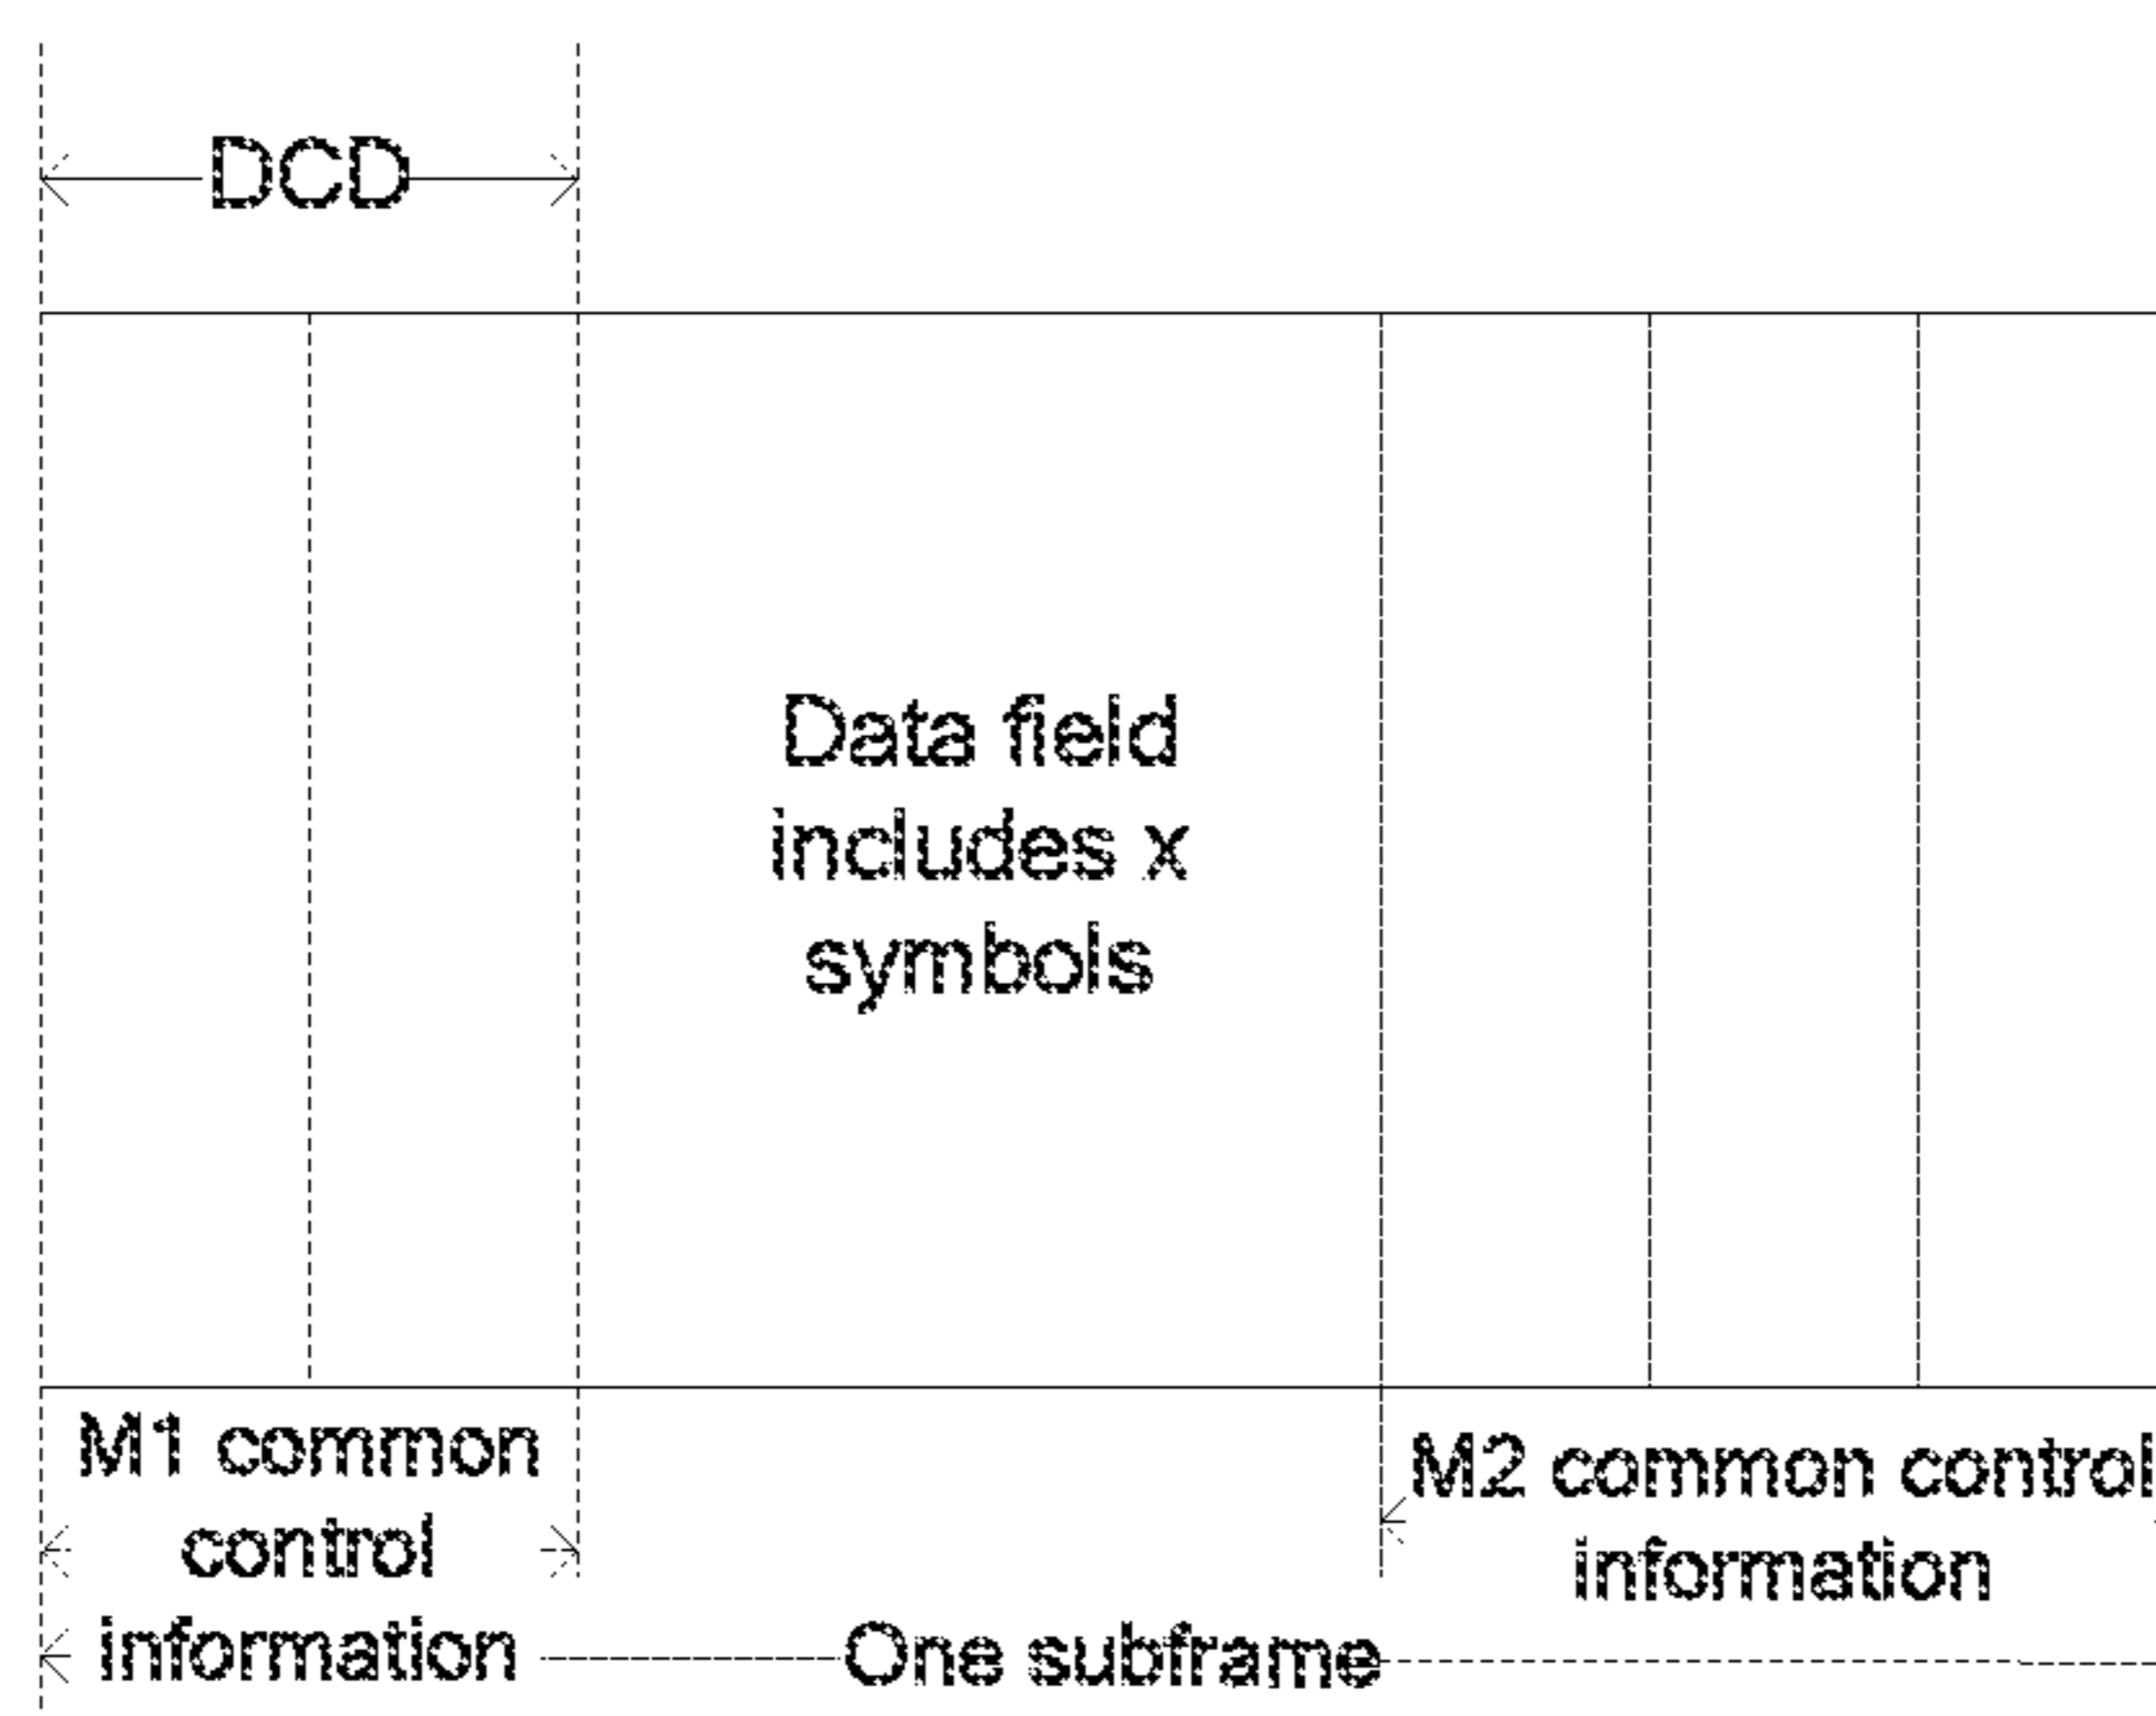 DCD
Data field
includes x
symbols
M1 common
control
information
M2 common control
information
One subframe